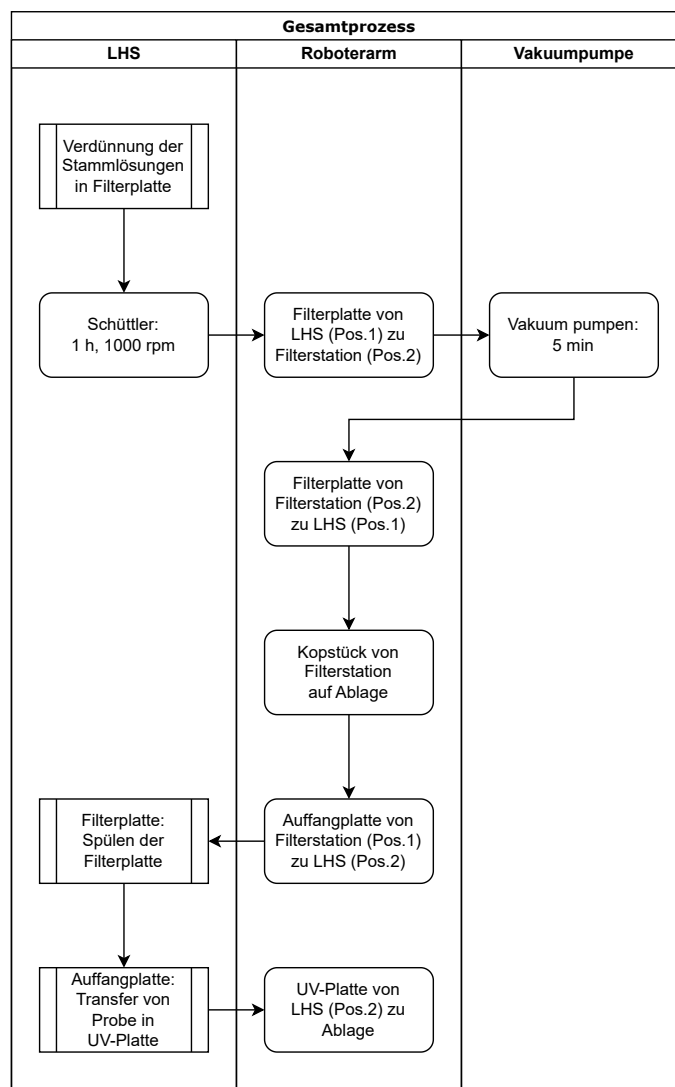 Gesamtprozess
LHS
Roboterarm
Vakuumpumpe
Verdünnung der
Stammlösungen
in Filterplatte
Schüttler:
1 h, 1000 rpm
Filterplatte von
LHS (Pos.1) zu
Filterstation (Pos.2)
Vakuum pumpen:
5 min
Filterplatte von
Filterstation (Pos.2)
zu LHS (Pos.1)
Kopstück von
Filterstation
auf Ablage
Auffangplatte von
Filterstation (Pos.1)
zu LHS (Pos.2)
Filterplatte:
Spülen der
Filterplatte
Auffangplatte:
Transfer von
Probe in
UV-Platte
UV-Platte von
LHS (Pos.2) zu
Ablage